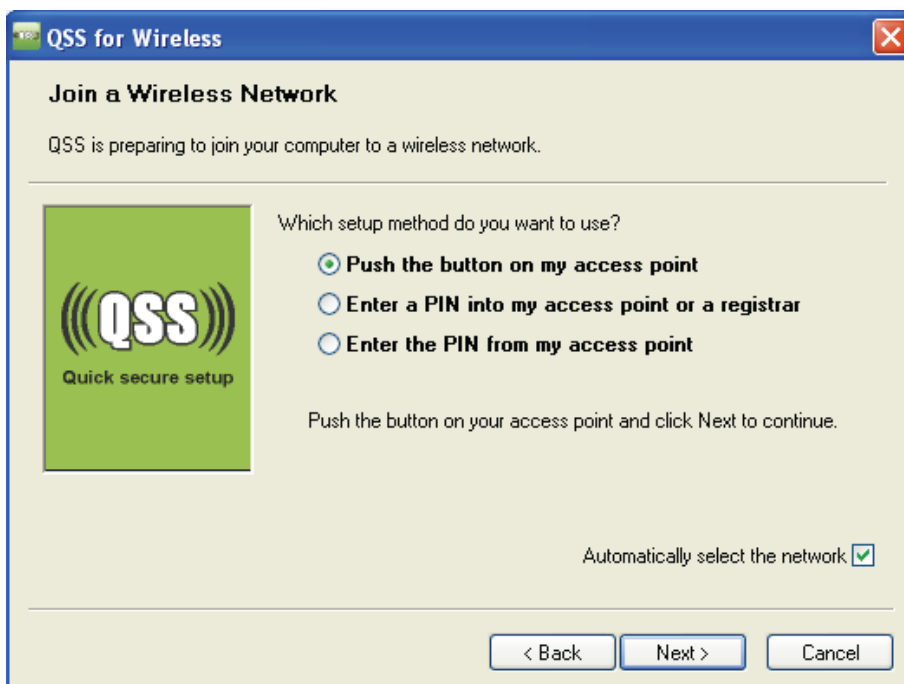 QSS for Wireless
Join a Wireless Network
QSS is preparing to join your computer to a wireless network.
Which setup method do you want to use?
Push the button on my access point
Enter a PIN into my access point or a registrar
Enter the PIN from my access point
(((QSS)))
Quick secure setup
Push the button on your access point and click Next to continue.
Automatically select the network
< Back
Next >
Cancel